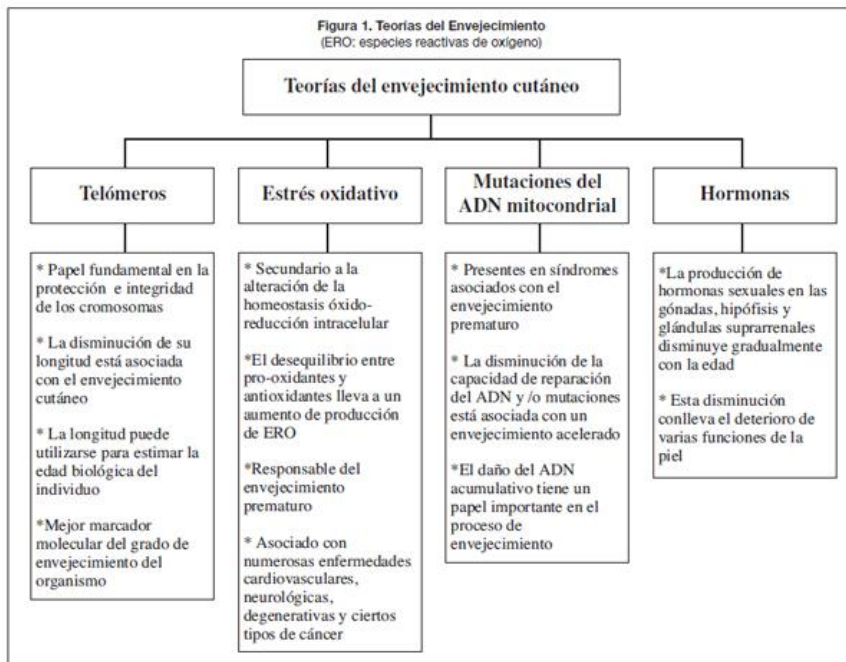 Figura 1. Teorías del Envejecimiento
(ERO: especies reactivas de oxígeno)
Teorías del envejecimiento cutáneo
Telómeros
* Papel fundamental en la
protección e integridad
de los cromosomas
* La disminución de su
longitud está asociada
con el envejecimiento
cutáneo
* La longitud puede
utilizarse para estimar la
edad biológica del
individuo
*Mejor marcador
molecular del grado de
envejecimiento del
organismo
Estrés oxidativo
* Secundario a la
alteración de la
homeostasis óxido-
reducción intracelular
*El desequilibrio entre
pro-oxidantes y
antioxidantes lleva a un
aumento de producción
de ERO
*Responsable del
envejecimiento
prematuro
* Asociado con
numerosas enfermedades
cardiovasculares,
neurológicas,
degenerativas y ciertos
tipos de cáncer
Mutaciones del
ADN mitocondrial
* Presentes en síndromes
asociados con el
envejecimiento
prematuro
* La disminución de la
capacidad de reparación
del ADN y /o mutaciones
está asociada con un
envejecimiento acelerado
*El daño del ADN
acumulativo tiene un
papel importante en el
proceso de
envejecimiento
Hormonas
*La producción de
hormonas sexuales en las
gónadas, hipófisis y
glándulas suprarrenales
disminuye gradualmente
con la edad
* Esta disminución
conlleva el deterioro de
varias funciones de la
piel